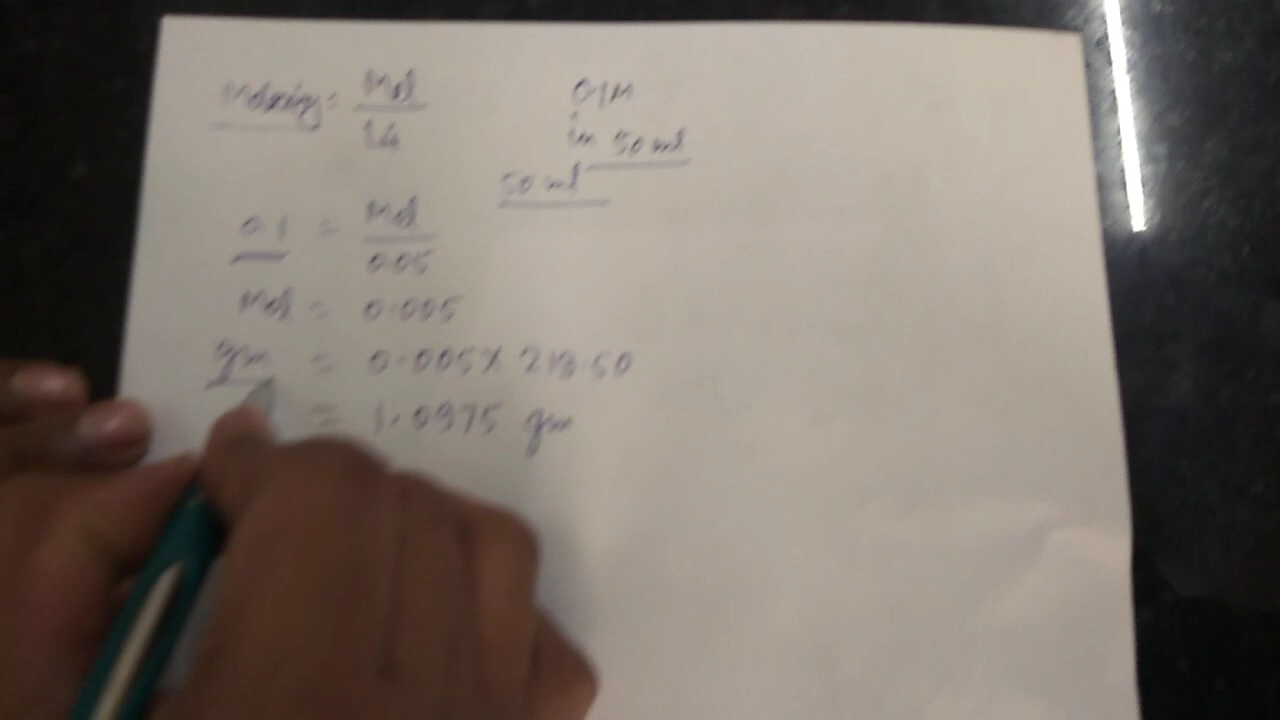 Molarity = Mol
Lt
0.1M
in 50 ml
50 ml
0.1 = Mol
0.05
Mol = 0.005
gm = 0.005 X 219.50
= 1.0975 gm